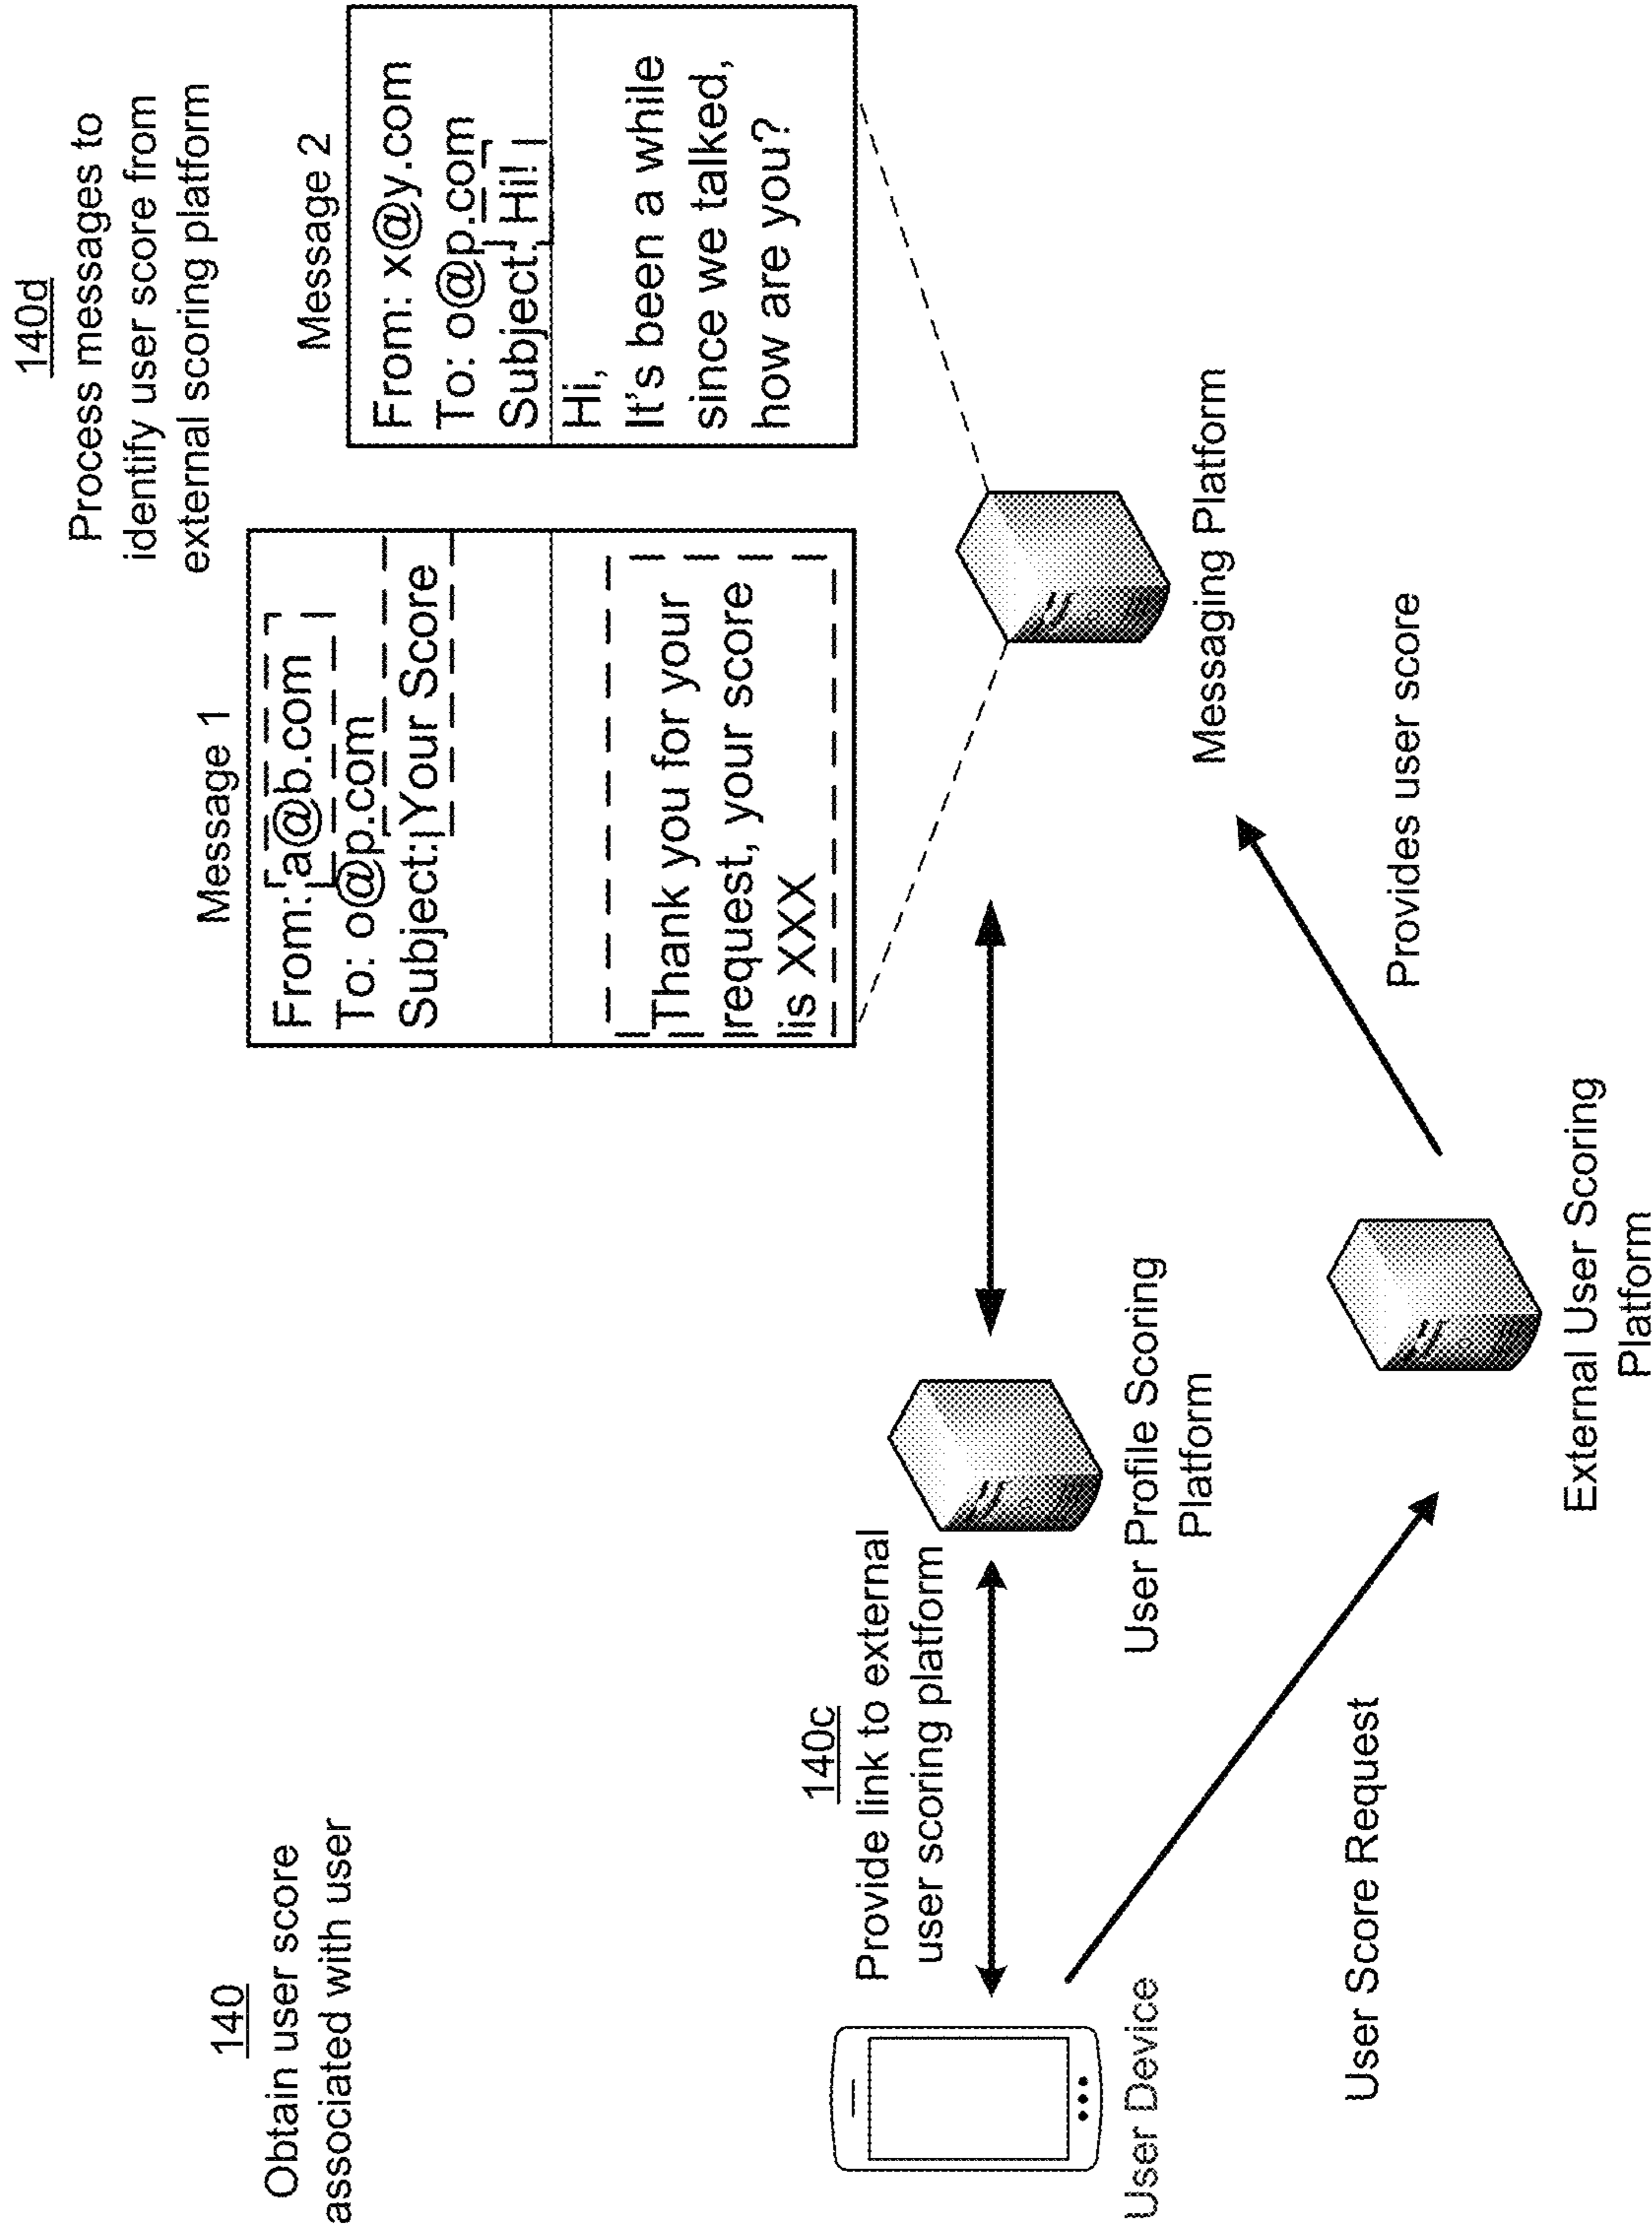 140
Obtain user score
associated with user
140d
Process messages to
identify user score from
external scoring platform
Message 1
From: a@b.com
To: o@p.com
Subject: Your Score
Thank you for your
request, your score
is XXX
Message 2
From: x@y.com
To: o@p.com
Subject: Hi!
Hi,
It's been a while
since we talked,
how are you?
140c
Provide link to external
user scoring platform
User Device
User Profile Scoring
Platform
Messaging Platform
User Score Request
Provides user score
External User Scoring
Platform